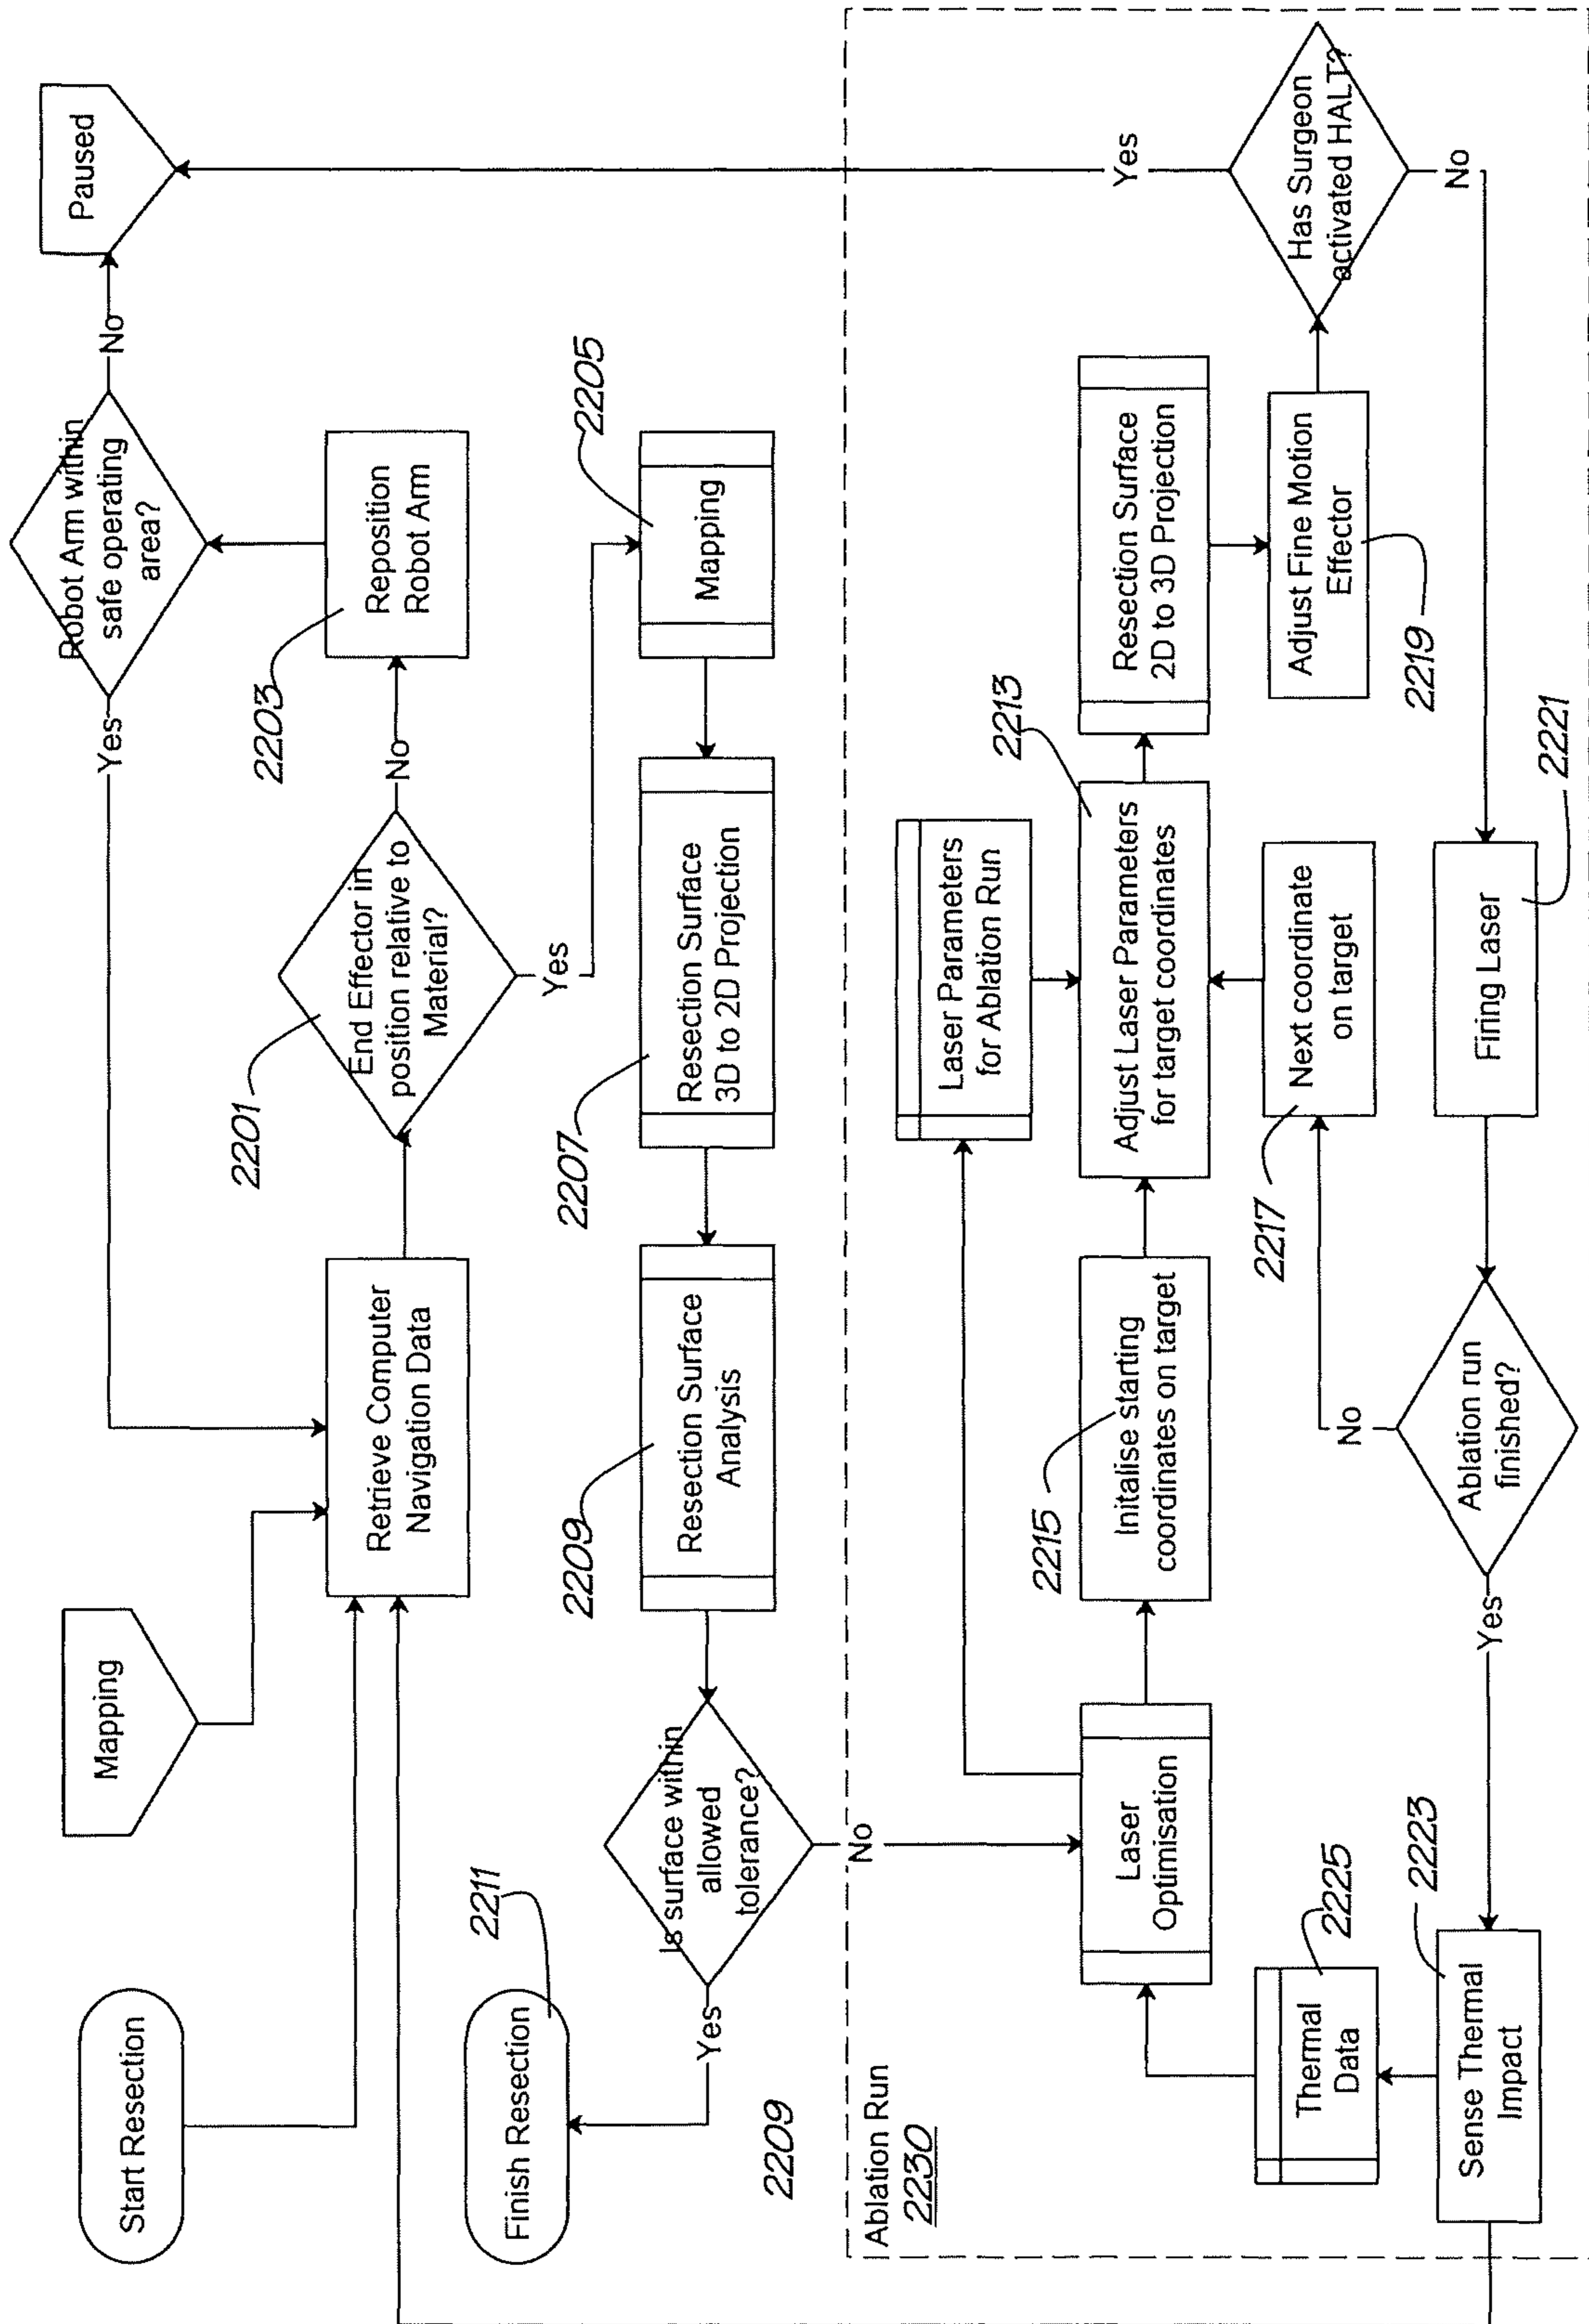 Start Resection
Mapping
Retrieve Computer
Navigation Data
Yes
Robot Arm within
safe operating
area?
No
Paused
2201
End Effector in
position relative to
Material?
No
2203
Reposition
Robot Arm
Yes
2205
Mapping
2207
Resection Surface
3D to 2D Projection
2209
Resection Surface
Analysis
Is surface within
allowed
tolerance?
Yes
2211
Finish Resection
2209
No
Ablation Run
2230
Laser
Optimisation
Laser Parameters
for Ablation Run
2215
Initalise starting
coordinates on target
2213
Adjust Laser Parameters
for target coordinates
Resection Surface
2D to 3D Projection
Adjust Fine Motion
Effector
2219
Has Surgeon
activated HALT?
Yes
No
2217
Next coordinate
on target
Firing Laser
2221
Ablation run
finished?
No
Yes
Thermal
Data
2225
Sense Thermal
Impact
2223